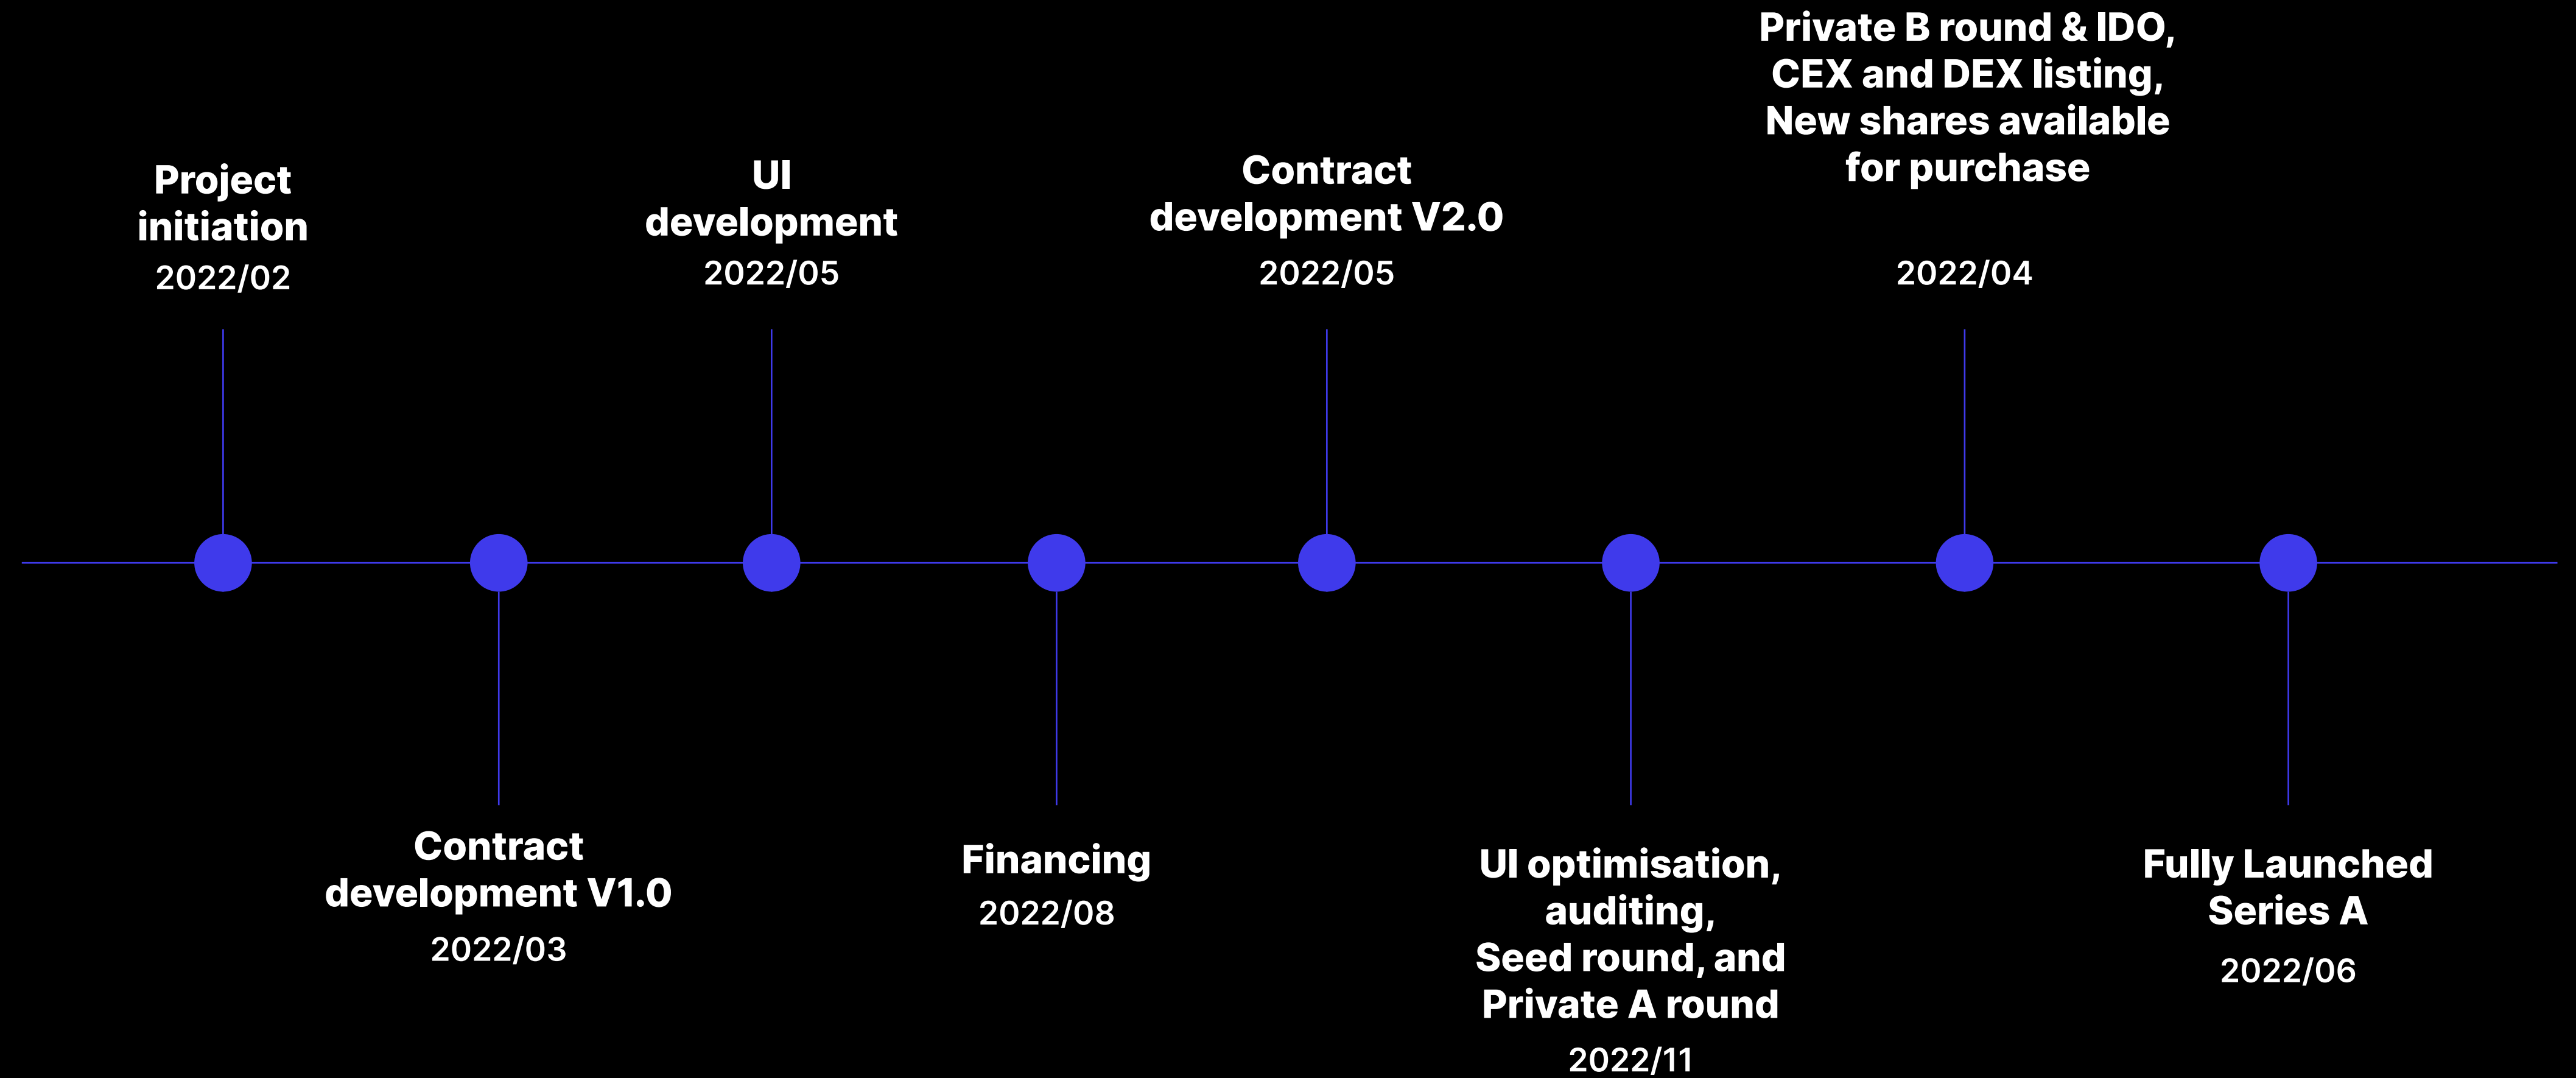 Project
initiation
2022/02
Contract
development V1.0
2022/03
UI
development
2022/05
Financing
2022/08
Contract
development V2.0
2022/05
UI optimisation,
auditing,
Seed round, and
Private A round
2022/11
Private B round & IDO,
CEX and DEX listing,
New shares available
for purchase
2022/04
Fully Launched
Series A
2022/06